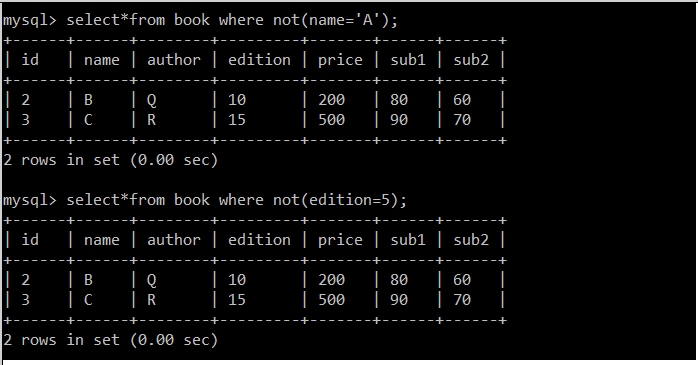 mysql> select*from book where not(name='A');
+------+------+--------+---------+-------+------+------+
| id   | name | author | edition | price | sub1 | sub2 |
+------+------+--------+---------+-------+------+------+
| 2    | B    | Q      | 10      | 200   | 80   | 60   |
| 3    | C    | R      | 15      | 500   | 90   | 70   |
+------+------+--------+---------+-------+------+------+
2 rows in set (0.00 sec)
mysql> select*from book where not(edition=5);
+------+------+--------+---------+-------+------+------+
| id   | name | author | edition | price | sub1 | sub2 |
+------+------+--------+---------+-------+------+------+
| 2    | B    | Q      | 10      | 200   | 80   | 60   |
| 3    | C    | R      | 15      | 500   | 90   | 70   |
+------+------+--------+---------+-------+------+------+
2 rows in set (0.00 sec)